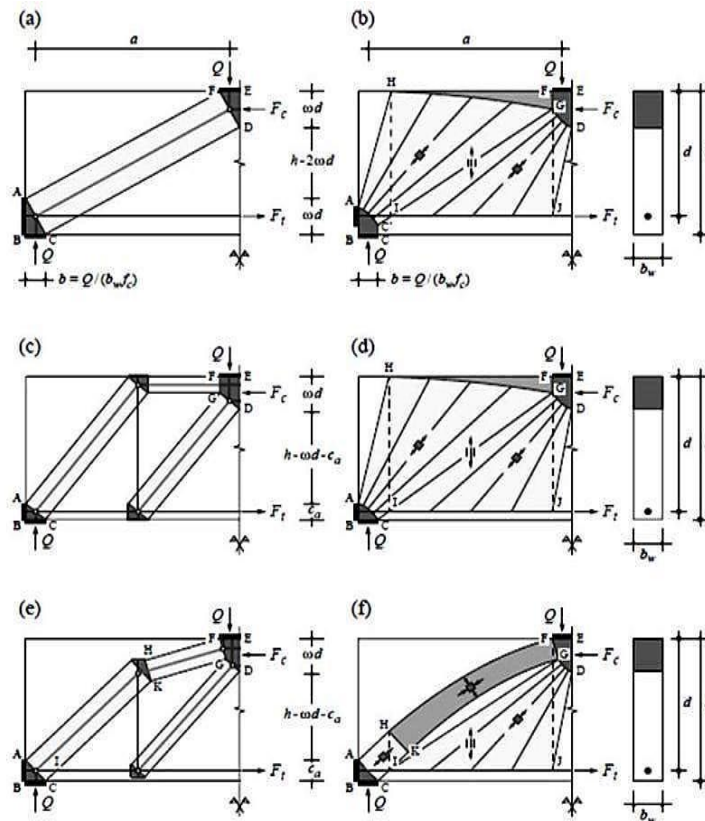 (a)
a
Q
F E
F_c
D
ωd
h-2ωd
A
B C
F_t
ωd
Q
b = Q/(b_w f_c)
(b)
a
Q
H F E
G
F_c
D
A
I
B C J
F_t
Q
b = Q/(b_w f_c)
d
b_w
(c)
Q
F E
F_c
G
D
ωd
h-ωd-c_a
A
B C
F_t
c_a
Q
(d)
Q
H F E
G
F_c
D
A
I
B C J
F_t
Q
d
b_w
(e)
Q
F E
H
F_c
G
D
K
ωd
h-ωd-c_a
A I
B C
F_t
c_a
Q
(f)
Q
F E
G
F_c
D
H
K
A I
B C J
F_t
Q
d
b_w